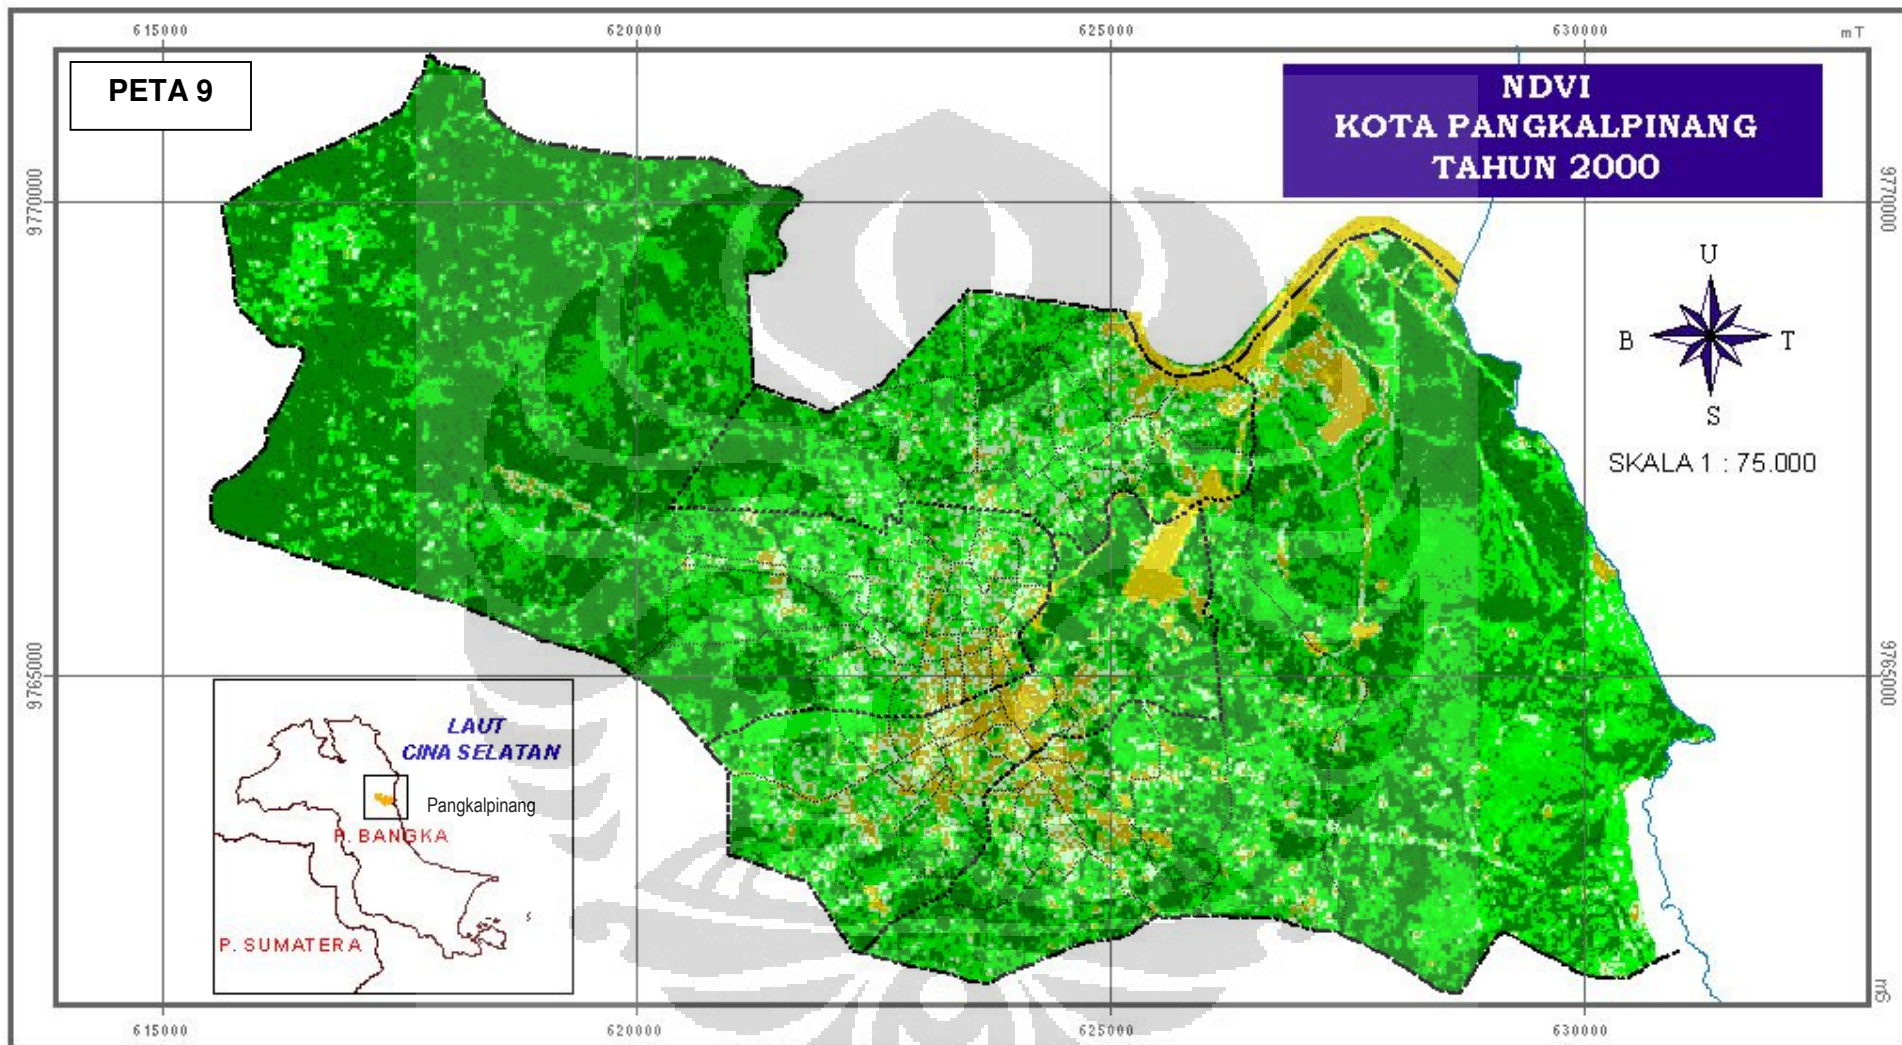 615000 620000 625000 630000 mT
PETA 9
NDVI
KOTA PANGKALPINANG
TAHUN 2000
9770000
9770000
U
B T
S
SKALA 1 : 75.000
9765000
9765000
LAUT
CINA SELATAN
Pangkalpinang
P. BANGKA
P. SUMATERA
mS
615000 620000 625000 630000